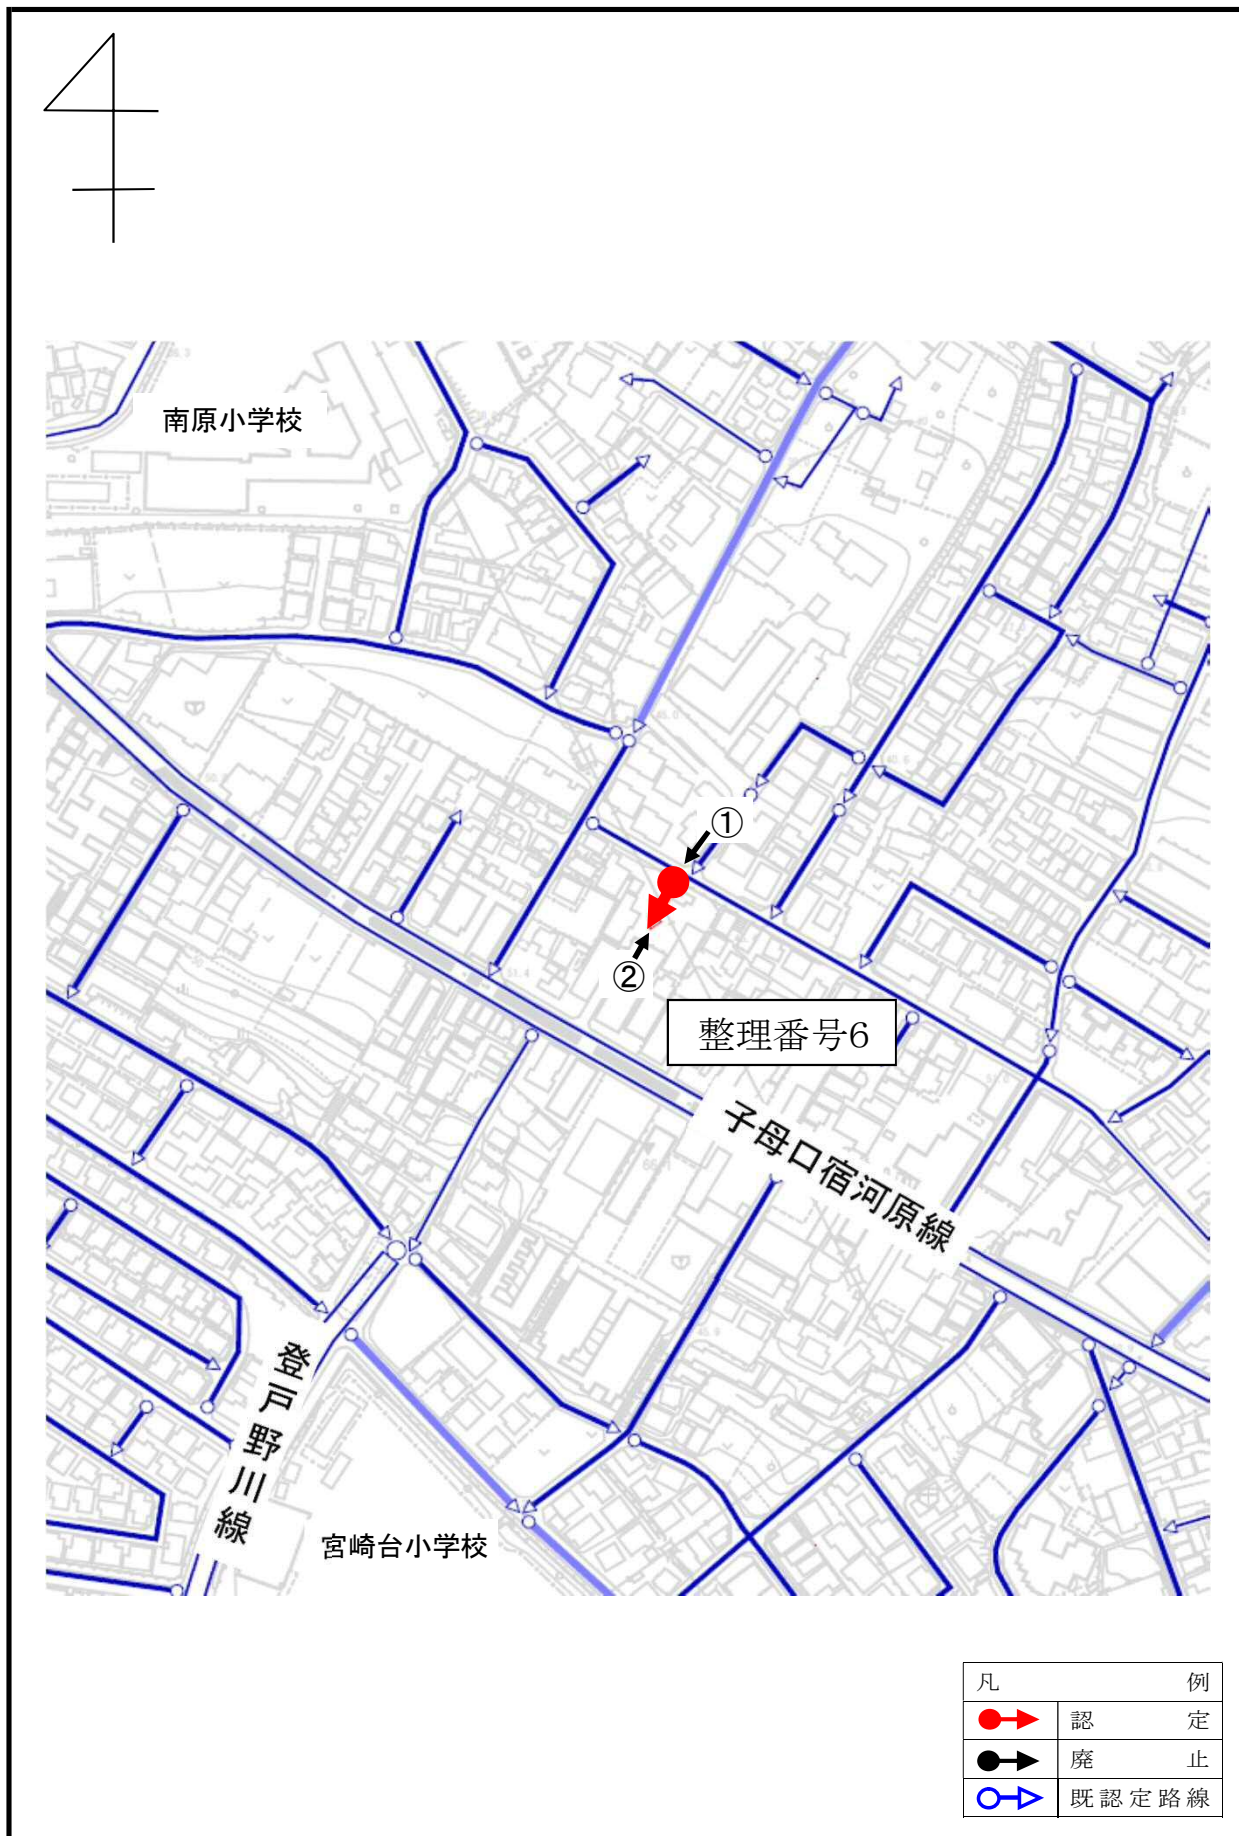 南原小学校
①
②
整理番号6
子母口宿河原線
登戸野川線
宮崎台小学校
凡例
認定
廃止
既認定路線